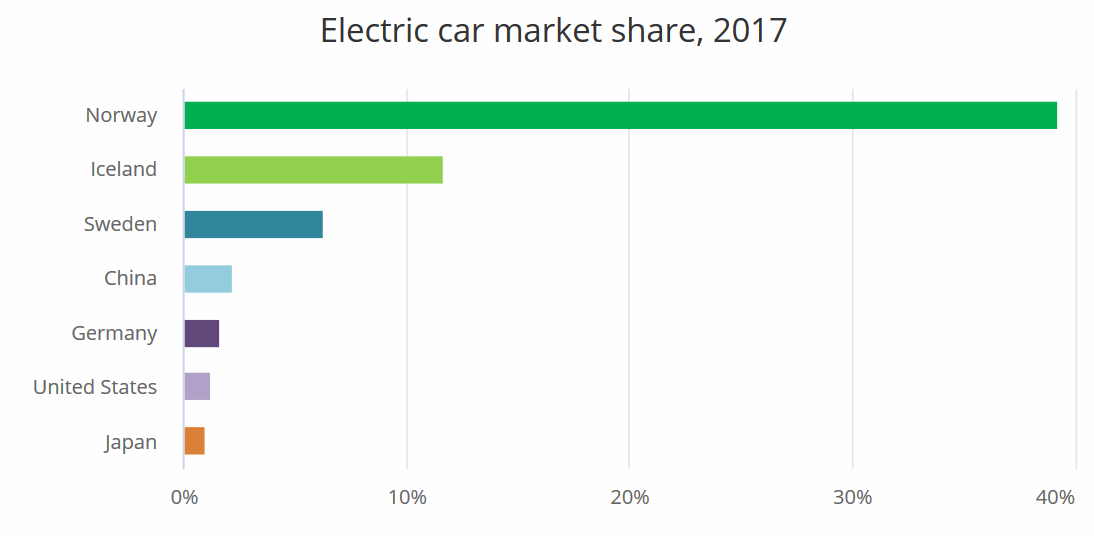 Electric car market share, 2017
Norway
Iceland
Sweden
China
Germany
United States
Japan
0% 10% 20% 30% 40%